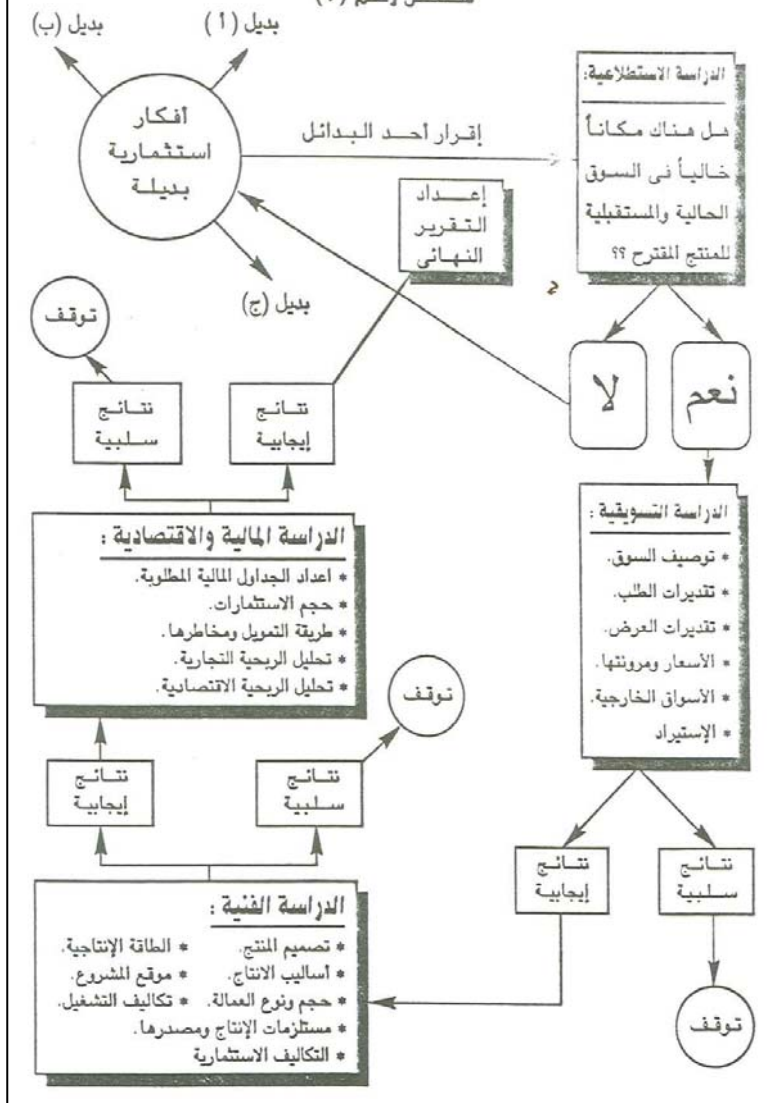 بديل (أ)
بديل (ب)
أفكار
استثمارية
بديلة
بديل (ج)
إقرار أحد البدائل
الدراسة الاستطلاعية:
هل هناك مكاناً
خالياً فى السوق
الحالية والمستقبلية
للمنتج المقترح ؟؟
نعم
لا
إعــداد
التقرير
النهائى
توقف
نتائج
سلبية
نتائج
إيجابية
الدراسة التسويقية :
* توصيف السوق.
* تقديرات الطلب.
* تقديرات العرض.
* الأسعار ومرونتها.
* الأسواق الخارجية.
* الإستيراد
الدراسة المالية والاقتصادية :
* اعداد الجداول المالية المطلوبة.
* حجم الاستثمارات.
* طريقة التمويل ومخاطرها.
* تحليل الربحية التجارية.
* تحليل الربحية الاقتصادية.
توقف
نتائج
إيجابية
نتائج
سلبية
نتائج
إيجابية
نتائج
سلبية
توقف
الدراسة الفنية :
* تصميم المنتج. * الطاقة الإنتاجية.
* أساليب الانتاج. * موقع المشروع.
* حجم ونوع العمالة. * تكاليف التشغيل.
* مستلزمات الإنتاج ومصدرها.
* التكاليف الاستثمارية